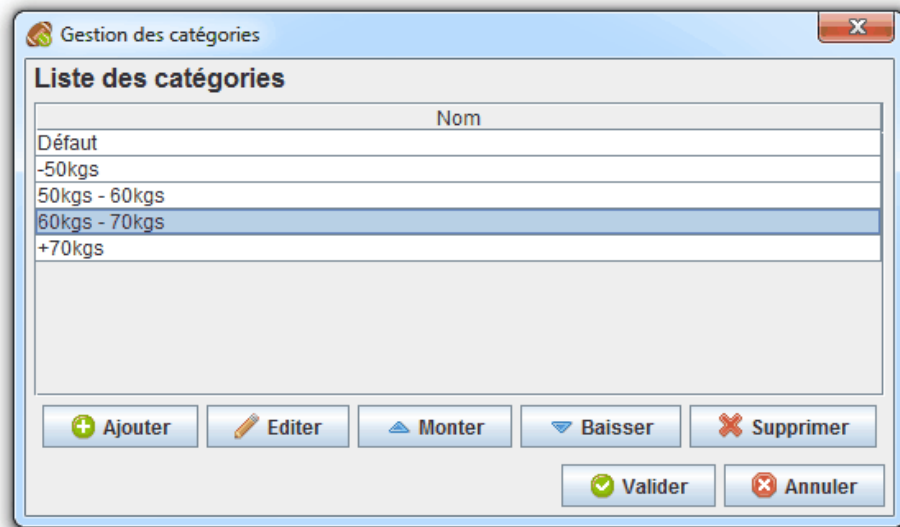 Gestion des catégories
Liste des catégories
Nom
Défaut
-50kgs
50kgs - 60kgs
60kgs - 70kgs
+70kgs
Ajouter Editer Monter Baisser Supprimer
Valider Annuler